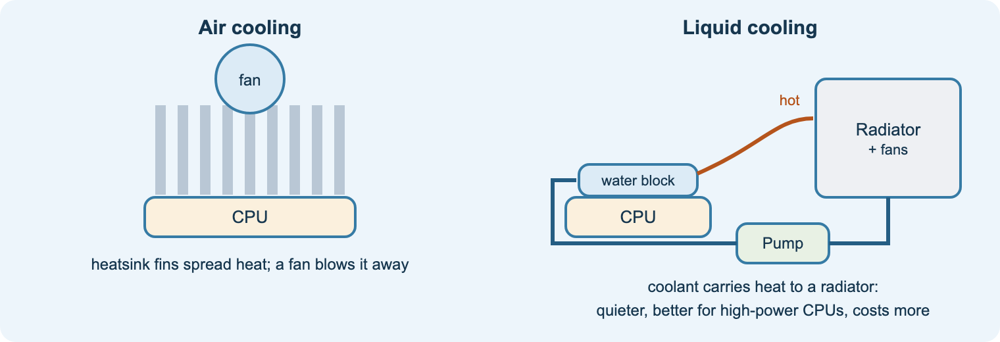 Air cooling
fan
CPU
heatsink fins spread heat; a fan blows it away
Liquid cooling
hot
Radiator
+ fans
water block
CPU
Pump
coolant carries heat to a radiator:
quieter, better for high-power CPUs, costs more